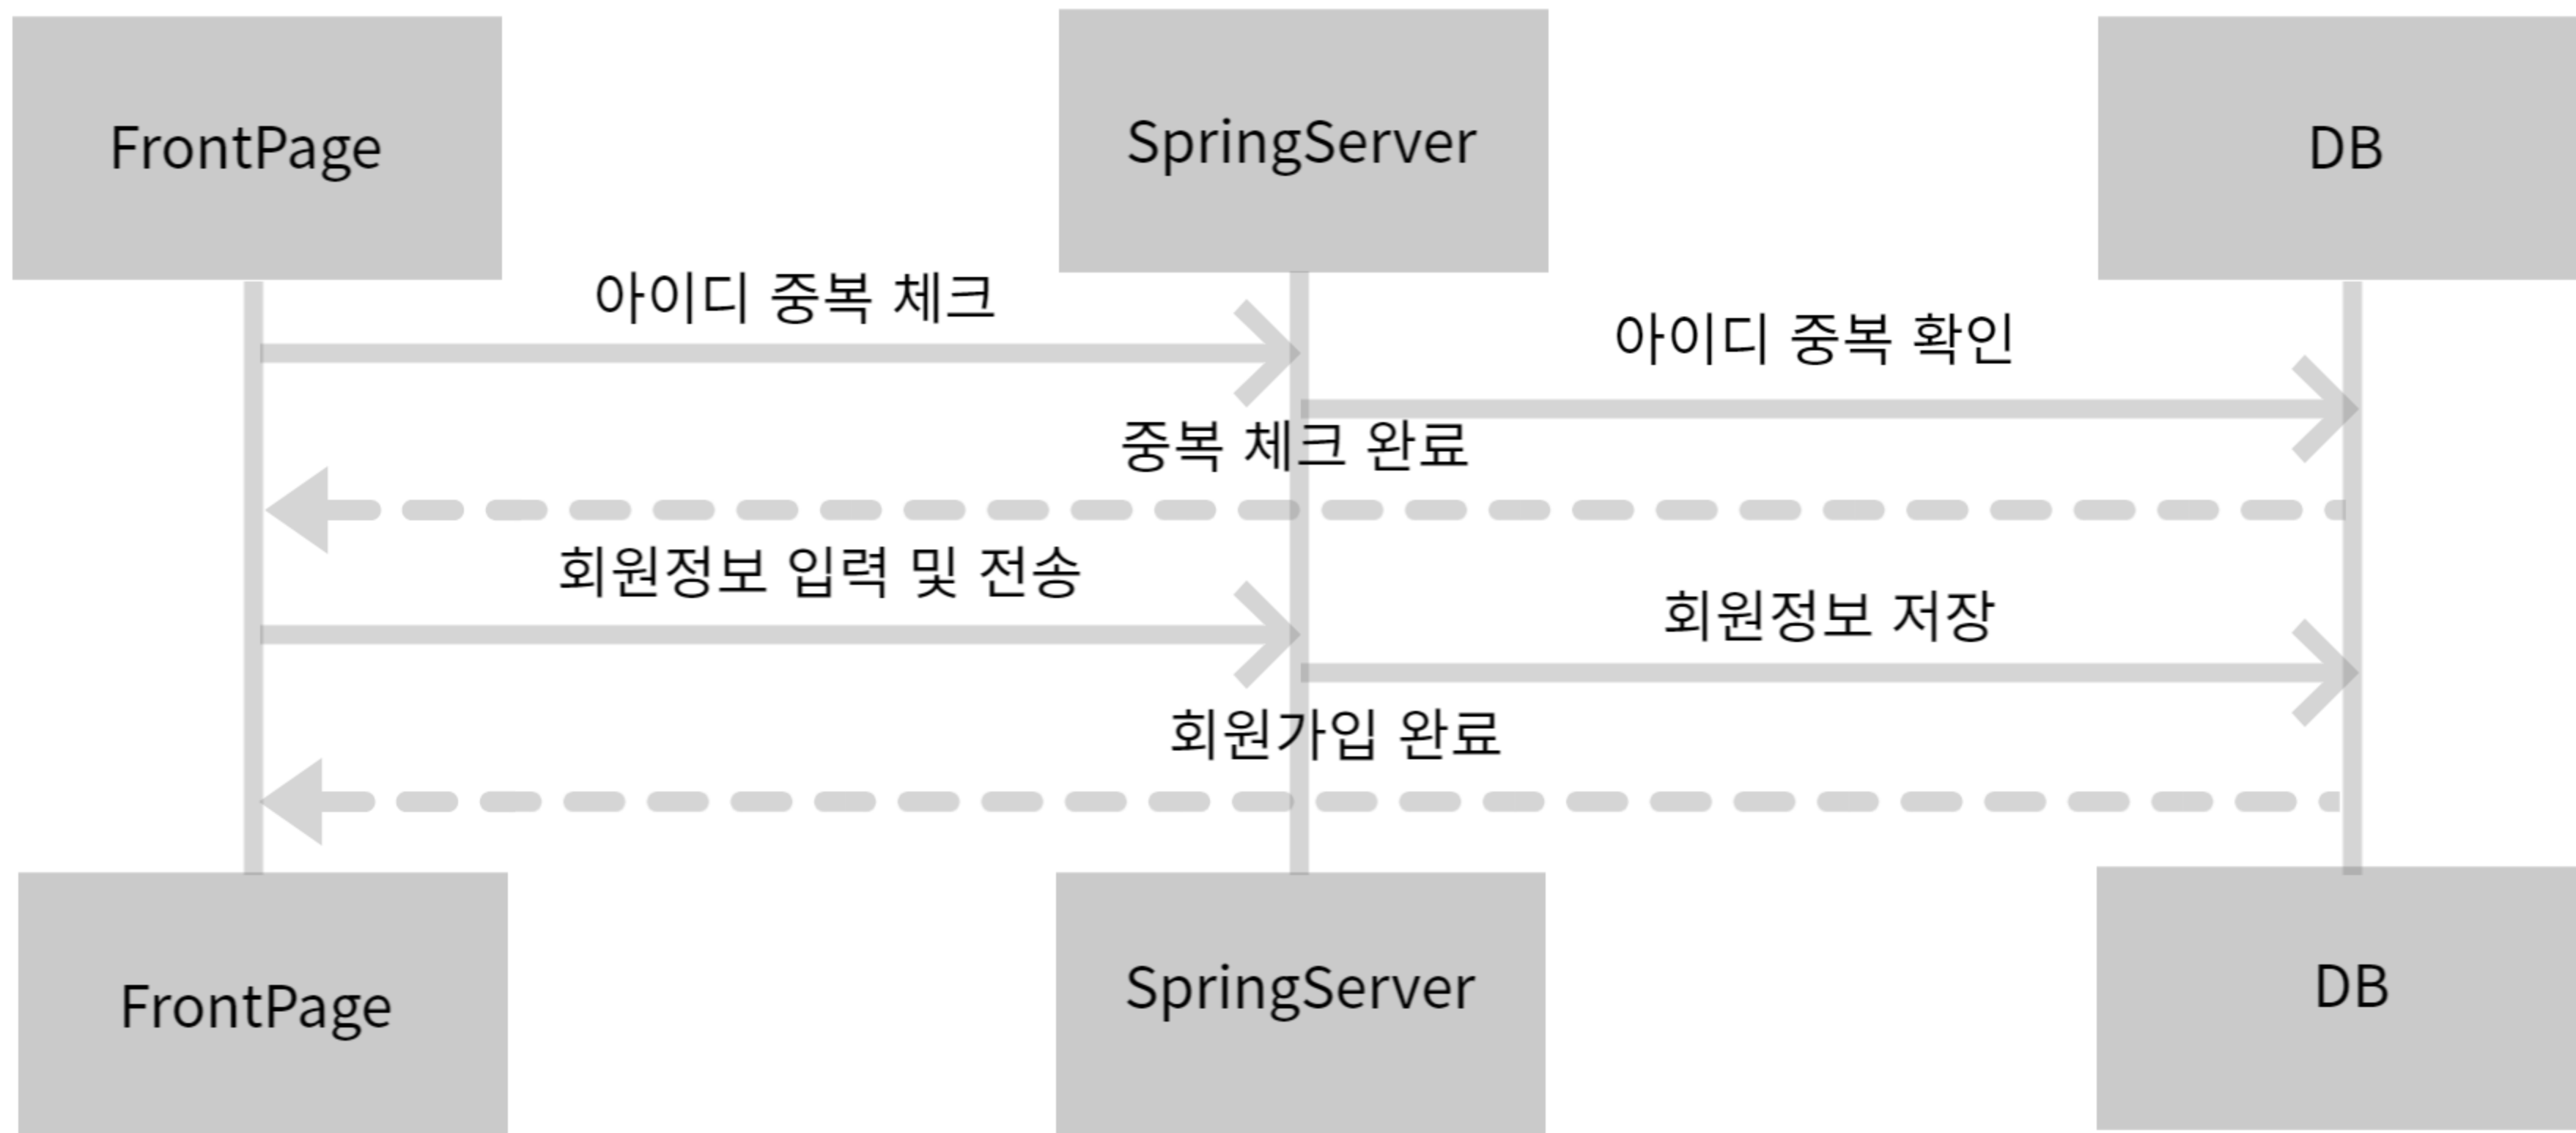 FrontPage
SpringServer
DB
아이디 중복 체크
아이디 중복 확인
중복 체크 완료
회원정보 입력 및 전송
회원정보 저장
회원가입 완료
FrontPage
SpringServer
DB